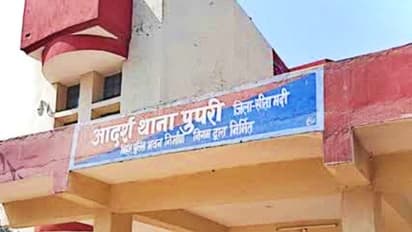 आदर्श थाना पुपरी जिला-सीतामढी
बिहार पुलिस भवन निर्माण निगम द्वारा निर्मित